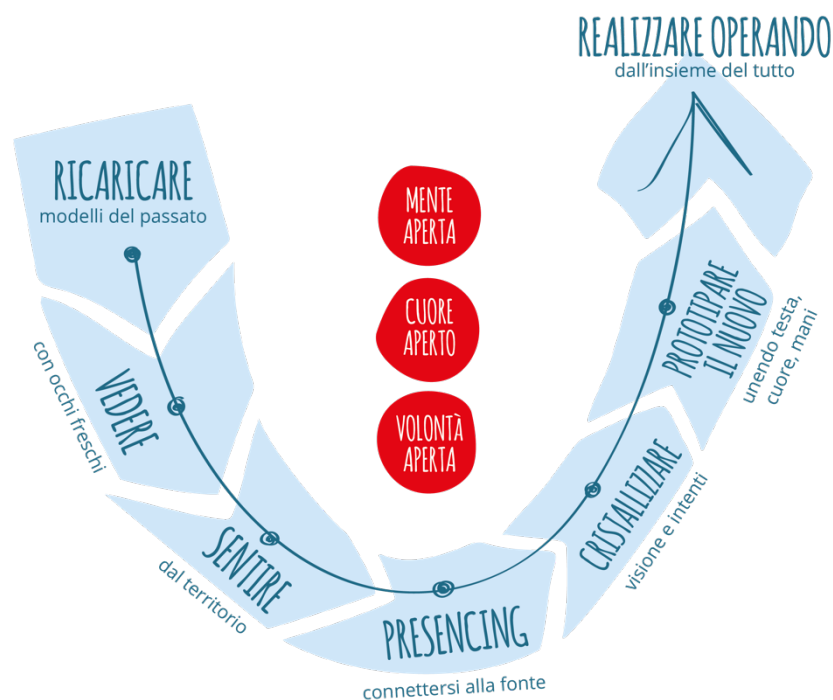 RICARICARE
modelli del passato
VEDERE
con occhi freschi
SENTIRE
dal territorio
PRESENCING
connettersi alla fonte
CRISTALLIZZARE
visione e intenti
PROTOTIPARE
IL NUOVO
unendo testa,
cuore, mani
REALIZZARE OPERANDO
dall'insieme del tutto
MENTE
APERTA
CUORE
APERTO
VOLONTÀ
APERTA